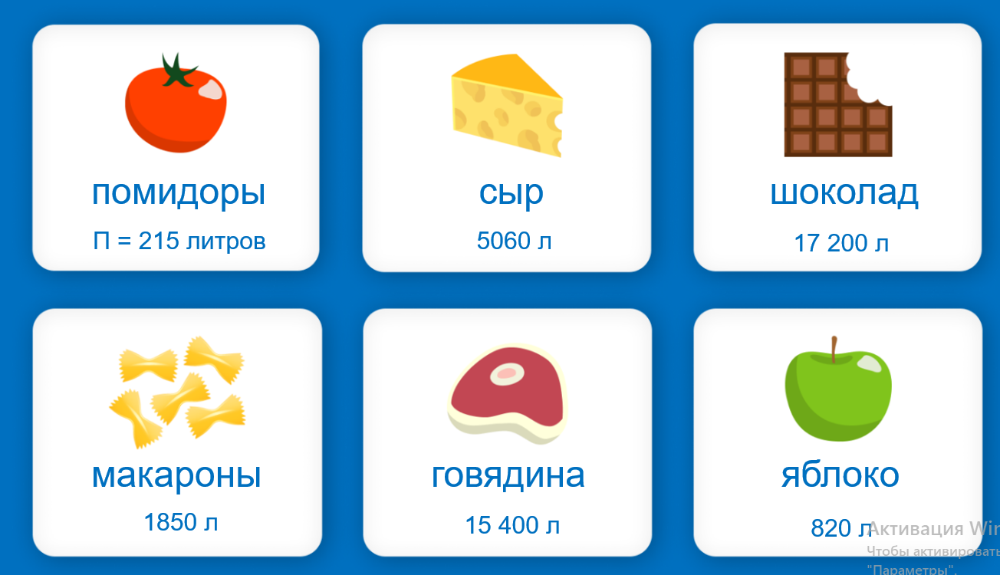 помидоры
П = 215 литров
сыр
5060 л
шоколад
17 200 л
макароны
1850 л
говядина
15 400 л
яблоко
820 л
Активация Win
Чтобы активировать
"Параметры".